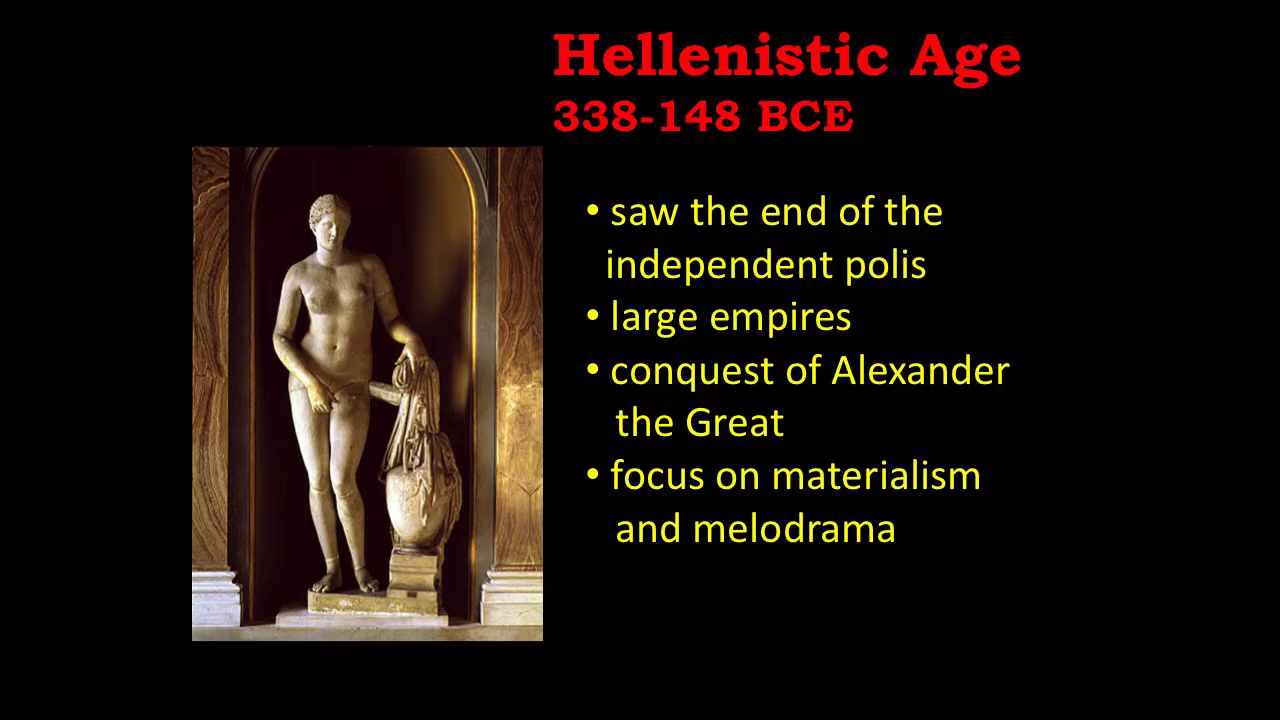 Hellenistic Age
338-148 BCE
• saw the end of the
independent polis
• large empires
• conquest of Alexander
the Great
• focus on materialism
and melodrama